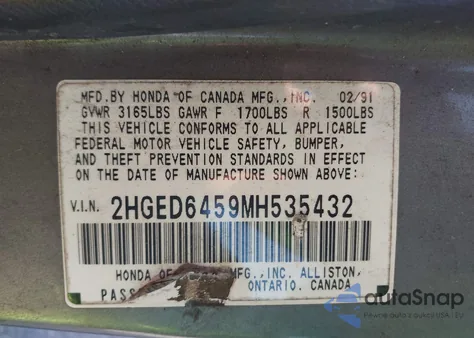 MFD.BY HONDA OF CANADA MFG.,INC. 02/91
GVWR 3165LBS GAWR F 1700LBS R 1500LBS
THIS VEHICLE CONFORMS TO ALL APPLICABLE
FEDERAL MOTOR VEHICLE SAFETY, BUMPER,
AND THEFT PREVENTION STANDARDS IN EFFECT
ON THE DATE OF MANUFACTURE SHOWN ABOVE:
V.I.N. 2HGED6459MH535432
HONDA OF MFG.,INC. ALLISTON,
PASS ONTARIO. CANADA
autoSnap